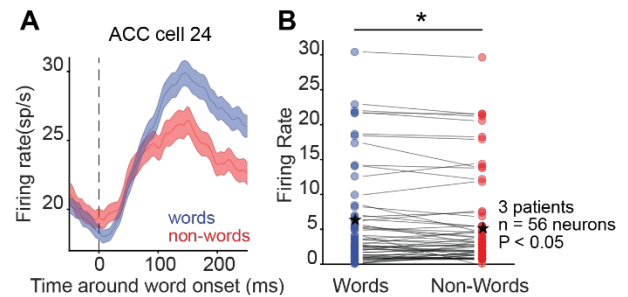 A
ACC cell 24
Firing rate(sp/s)
30
25
20
words
non-words
0
100
200
Time around word onset (ms)
B
*
Firing Rate
30
25
20
15
10
5
0
3 patients
n = 56 neurons
P < 0.05
Words
Non-Words